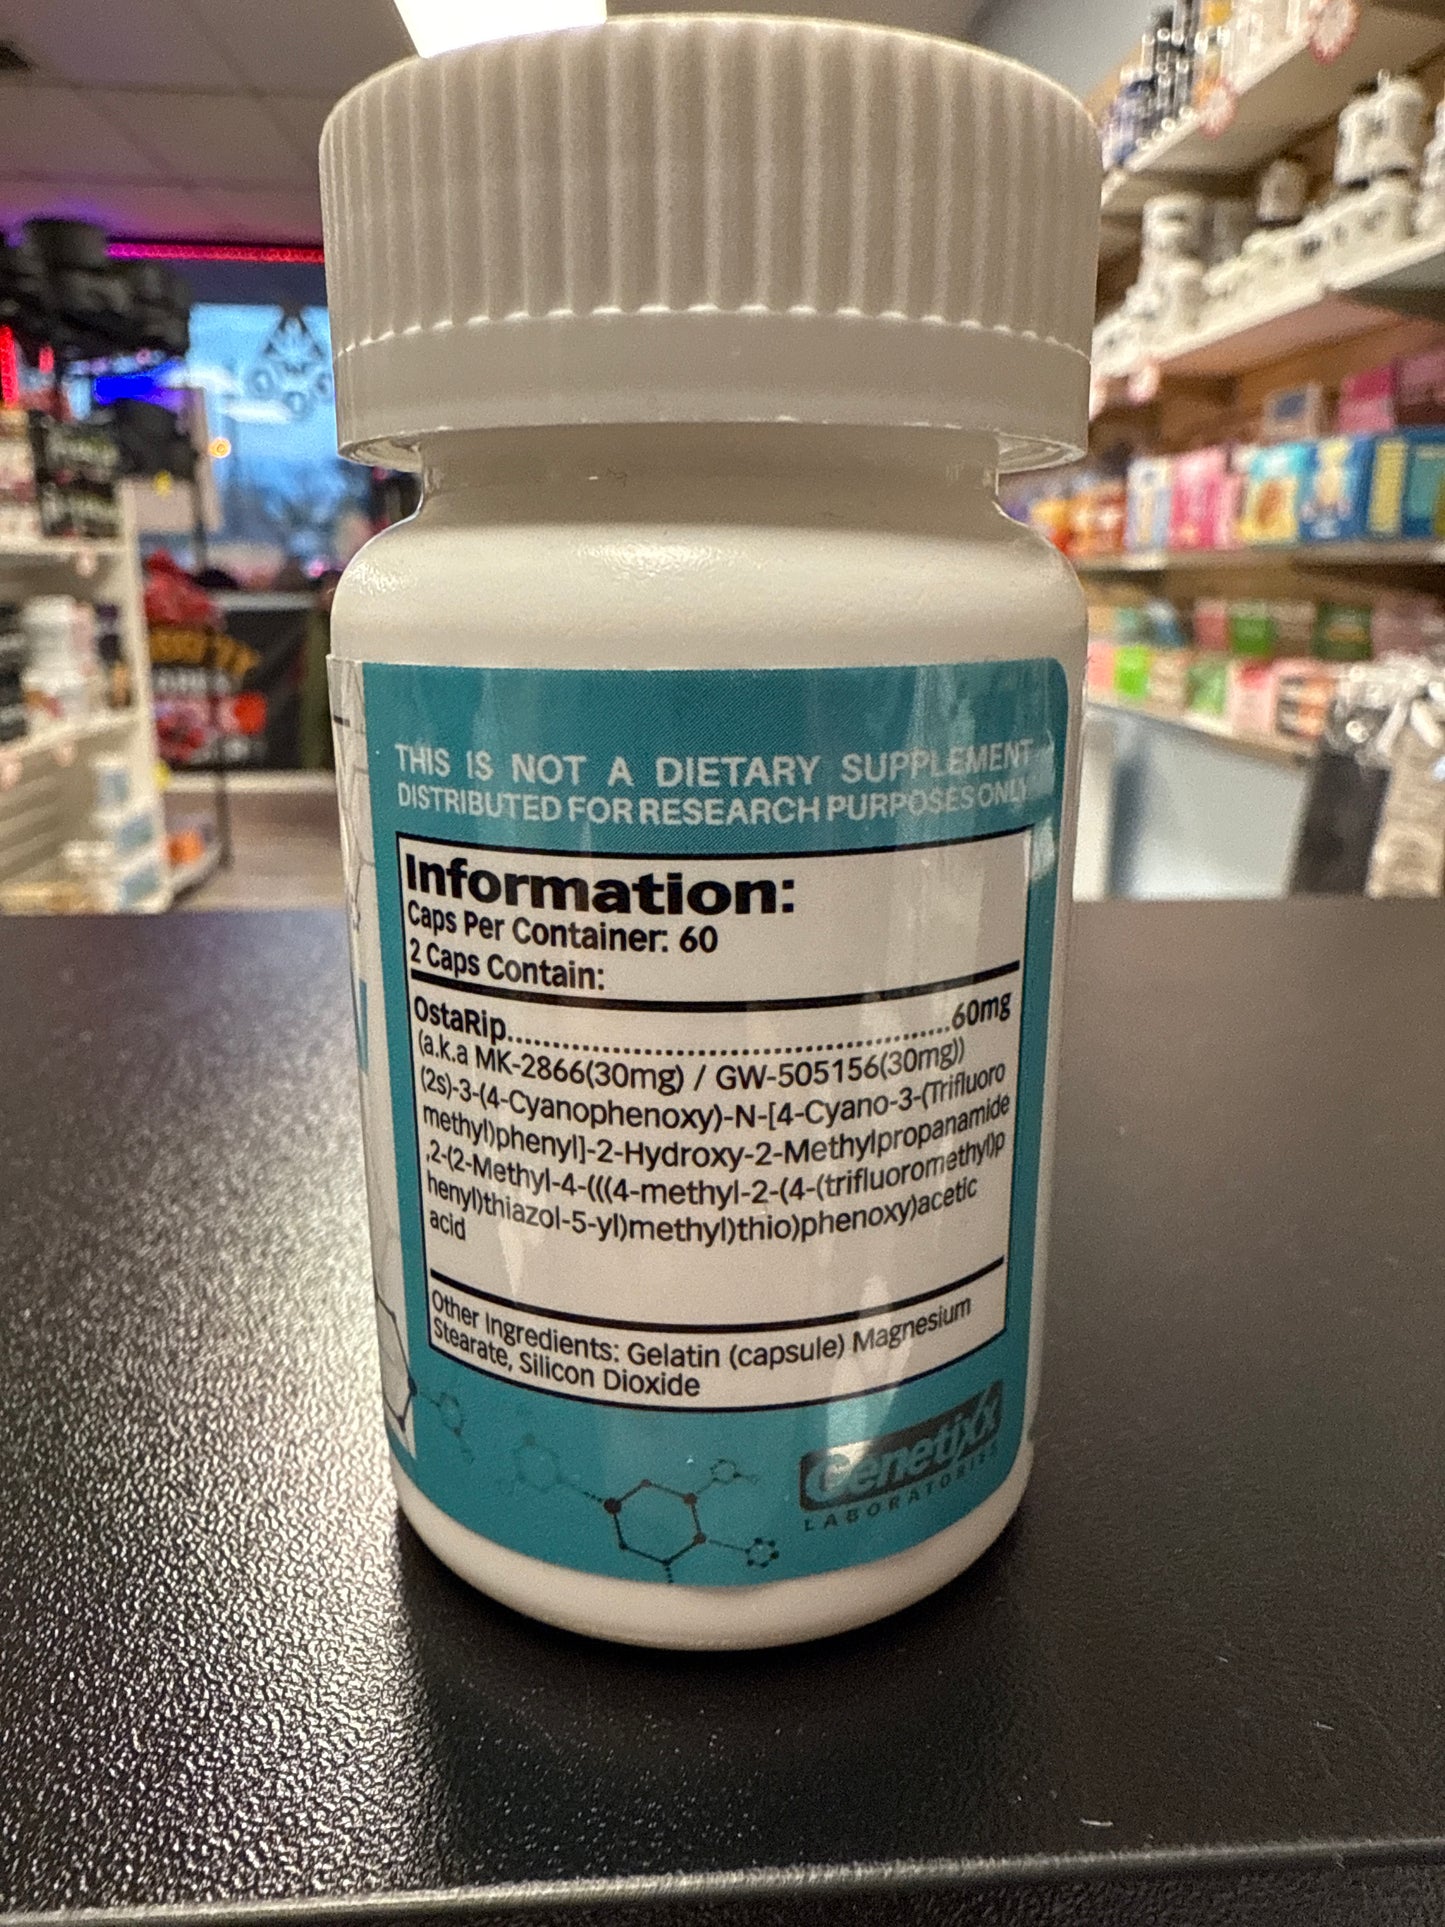 THIS IS NOT A DIETARY SUPPLEMENT
DISTRIBUTED FOR RESEARCH PURPOSES ONLY
Information:
Caps Per Container: 60
2 Caps Contain:
OstaRip..........................................60mg
(a.k.a MK-2866(30mg) / GW-505156(30mg))
(2s)-3-(4-Cyanophenoxy)-N-[4-Cyano-3-(Trifluoro
methyl)phenyl]-2-Hydroxy-2-Methylpropanamide
,2-(2-Methyl-4-(((4-methyl-2-(4-(trifluoromethyl)p
henyl)thiazol-5-yl)methyl)thio)phenoxy)acetic
acid
Other Ingredients: Gelatin (capsule) Magnesium
Stearate, Silicon Dioxide
Genetixx
LABORATORIES